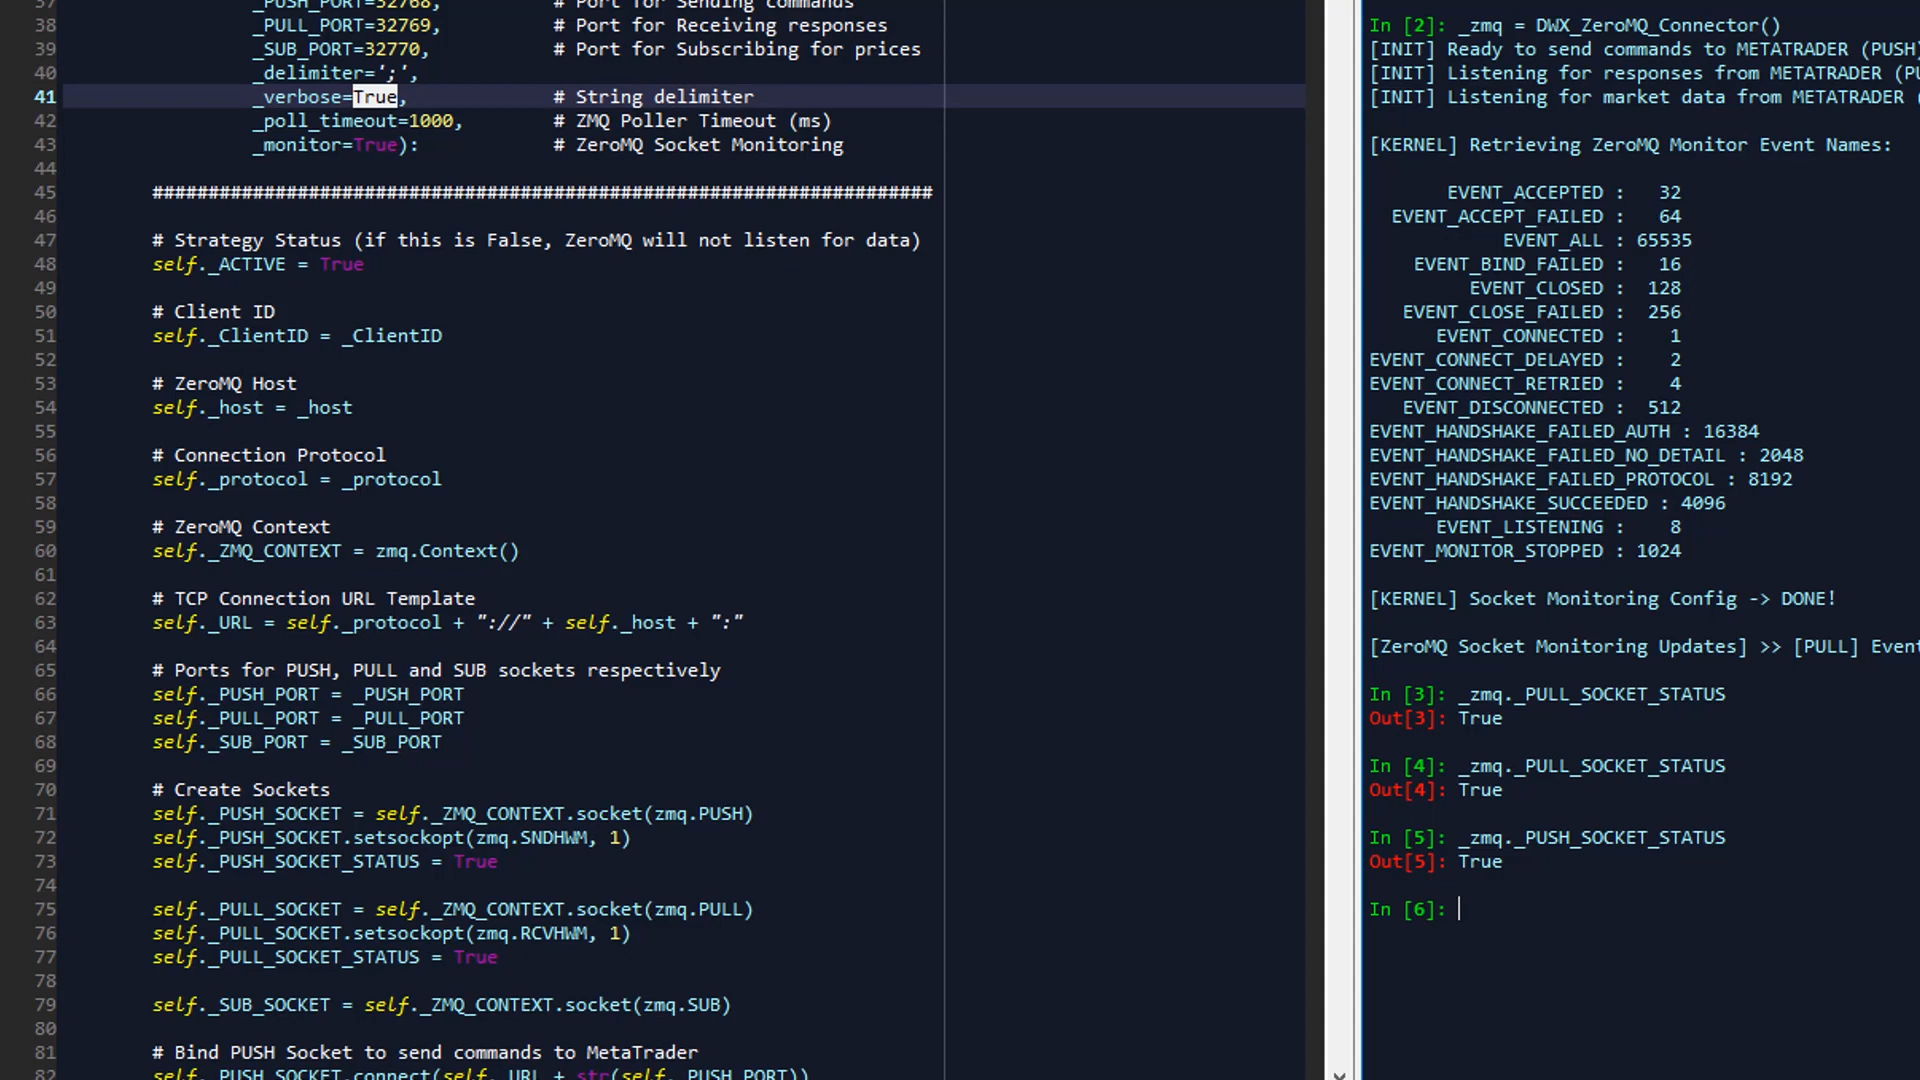 37 _PUSH_PORT=32768, # Port for Sending commands
38 _PULL_PORT=32769, # Port for Receiving responses
39 _SUB_PORT=32770, # Port for Subscribing for prices
40 _delimiter=';',
41 _verbose=True, # String delimiter
42 _poll_timeout=1000, # ZMQ Poller Timeout (ms)
43 _monitor=True): # ZeroMQ Socket Monitoring
44
45 ######################################################################
46
47 # Strategy Status (if this is False, ZeroMQ will not listen for data)
48 self._ACTIVE = True
49
50 # Client ID
51 self._ClientID = _ClientID
52
53 # ZeroMQ Host
54 self._host = _host
55
56 # Connection Protocol
57 self._protocol = _protocol
58
59 # ZeroMQ Context
60 self._ZMQ_CONTEXT = zmq.Context()
61
62 # TCP Connection URL Template
63 self._URL = self._protocol + "://" + self._host + ":"
64
65 # Ports for PUSH, PULL and SUB sockets respectively
66 self._PUSH_PORT = _PUSH_PORT
67 self._PULL_PORT = _PULL_PORT
68 self._SUB_PORT = _SUB_PORT
69
70 # Create Sockets
71 self._PUSH_SOCKET = self._ZMQ_CONTEXT.socket(zmq.PUSH)
72 self._PUSH_SOCKET.setsockopt(zmq.SNDHWM, 1)
73 self._PUSH_SOCKET_STATUS = True
74
75 self._PULL_SOCKET = self._ZMQ_CONTEXT.socket(zmq.PULL)
76 self._PULL_SOCKET.setsockopt(zmq.RCVHWM, 1)
77 self._PULL_SOCKET_STATUS = True
78
79 self._SUB_SOCKET = self._ZMQ_CONTEXT.socket(zmq.SUB)
80
81 # Bind PUSH Socket to send commands to MetaTrader
82 self._PUSH_SOCKET.connect(self._URL + str(self._PUSH_PORT))
In [2]: _zmq = DWX_ZeroMQ_Connector()
[INIT] Ready to send commands to METATRADER (PUSH)
[INIT] Listening for responses from METATRADER (PU
[INIT] Listening for market data from METATRADER (
[KERNEL] Retrieving ZeroMQ Monitor Event Names:
EVENT_ACCEPTED : 32
EVENT_ACCEPT_FAILED : 64
EVENT_ALL : 65535
EVENT_BIND_FAILED : 16
EVENT_CLOSED : 128
EVENT_CLOSE_FAILED : 256
EVENT_CONNECTED : 1
EVENT_CONNECT_DELAYED : 2
EVENT_CONNECT_RETRIED : 4
EVENT_DISCONNECTED : 512
EVENT_HANDSHAKE_FAILED_AUTH : 16384
EVENT_HANDSHAKE_FAILED_NO_DETAIL : 2048
EVENT_HANDSHAKE_FAILED_PROTOCOL : 8192
EVENT_HANDSHAKE_SUCCEEDED : 4096
EVENT_LISTENING : 8
EVENT_MONITOR_STOPPED : 1024
[KERNEL] Socket Monitoring Config -> DONE!
[ZeroMQ Socket Monitoring Updates] >> [PULL] Event
In [3]: _zmq._PULL_SOCKET_STATUS
Out[3]: True
In [4]: _zmq._PULL_SOCKET_STATUS
Out[4]: True
In [5]: _zmq._PUSH_SOCKET_STATUS
Out[5]: True
In [6]: